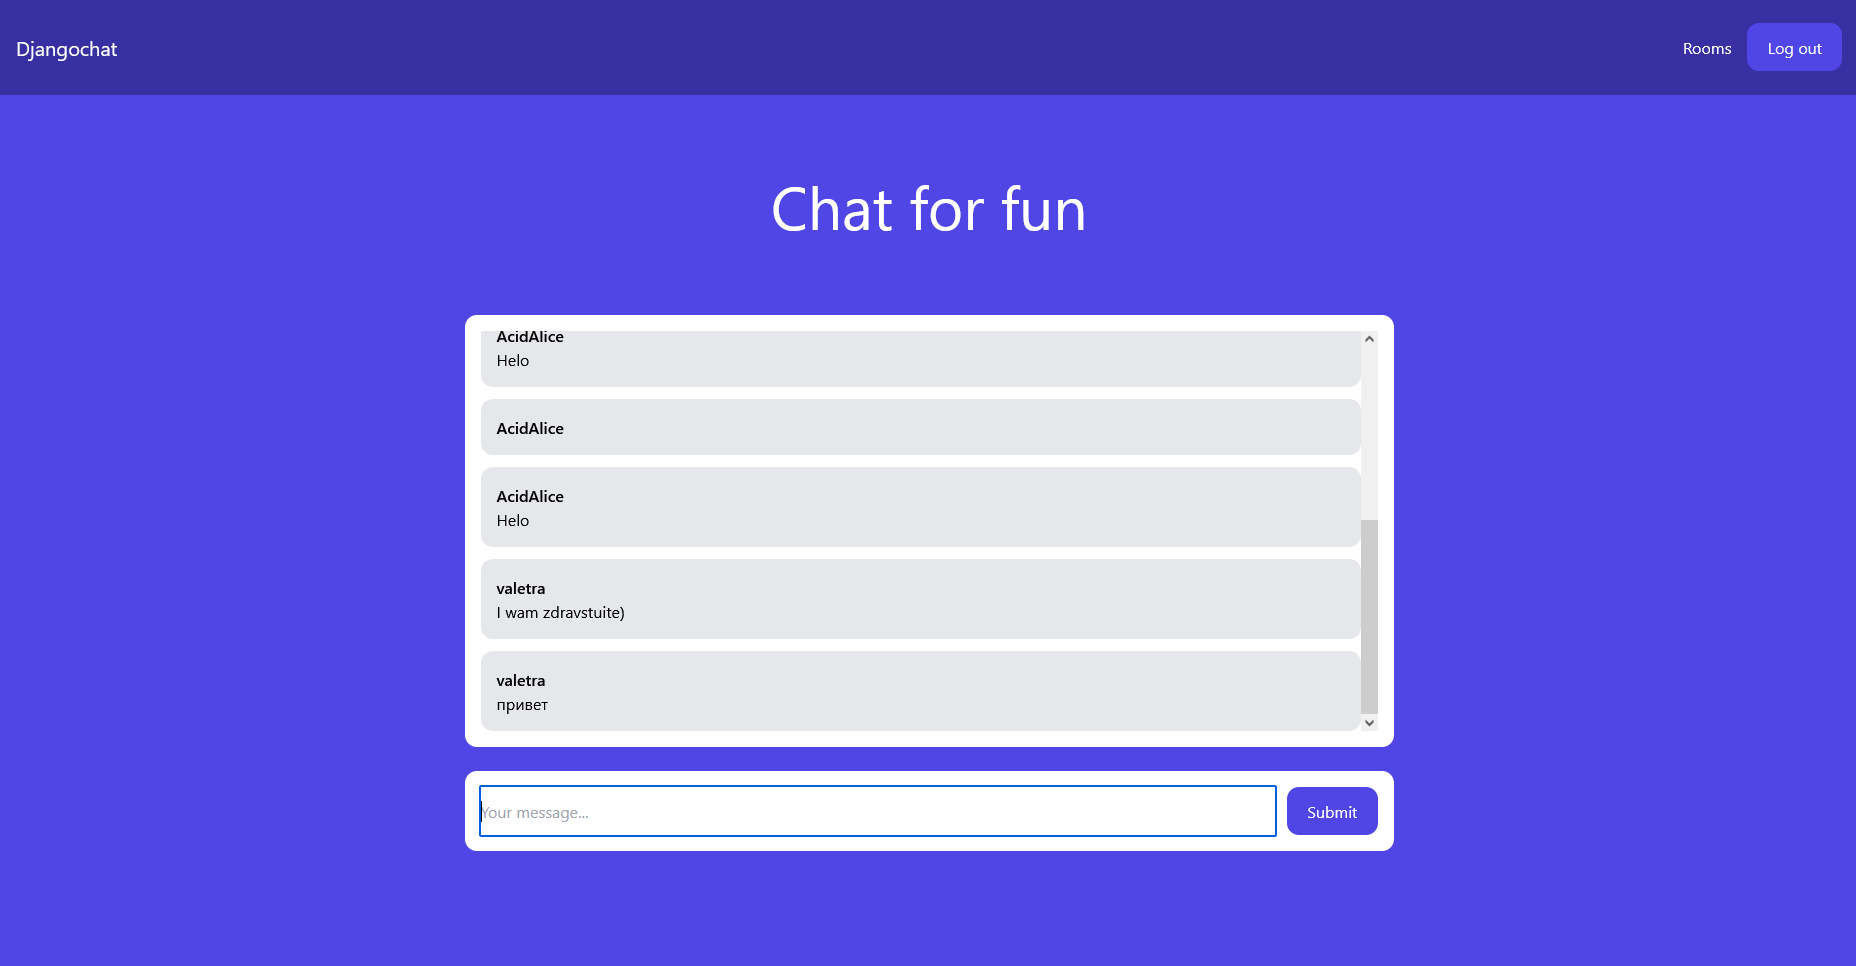 Djangochat
Rooms
Log out
Chat for fun
AcidAlice
Helo
AcidAlice
AcidAlice
Helo
valetra
I wam zdravstuite)
valetra
привет
Your message...
Submit